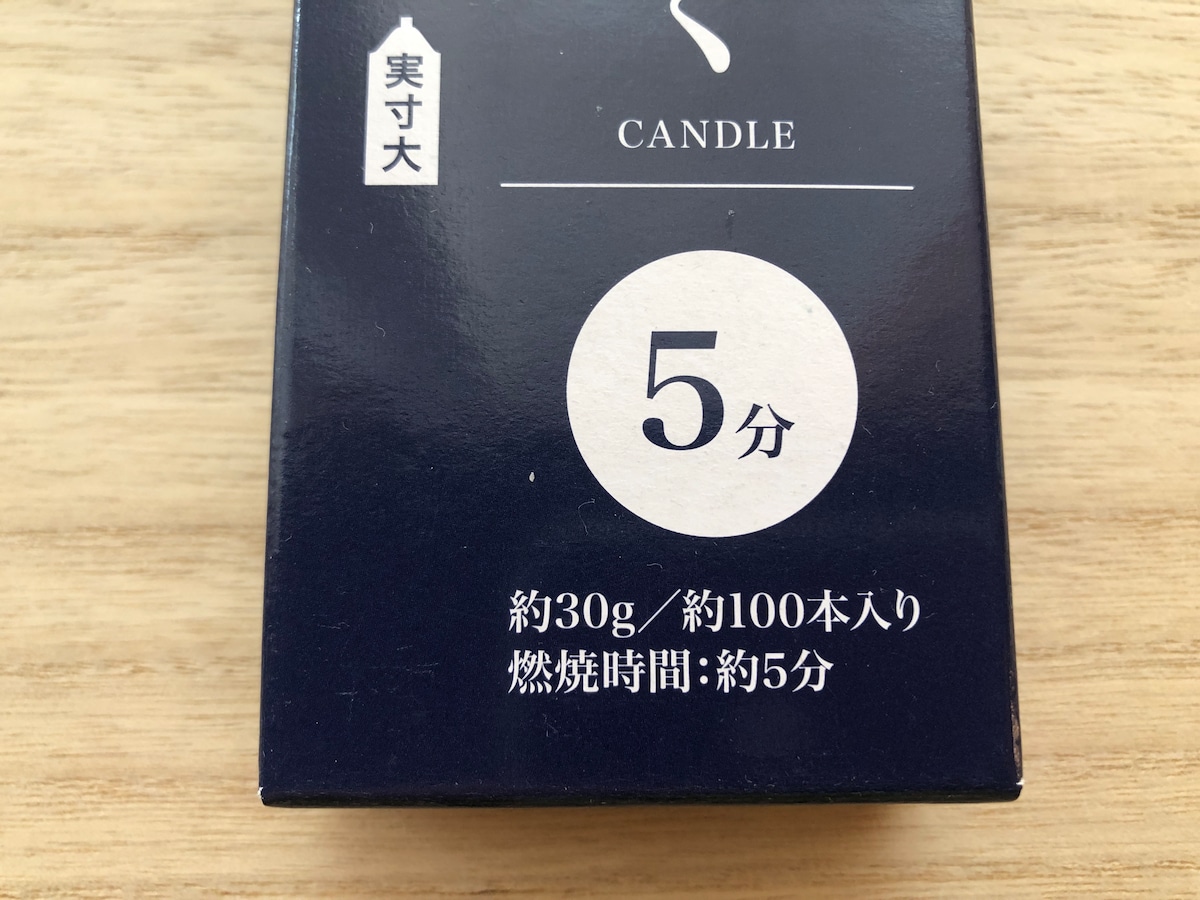 く
実寸大
CANDLE
5分
約30g／約100本入り
燃焼時間：約5分